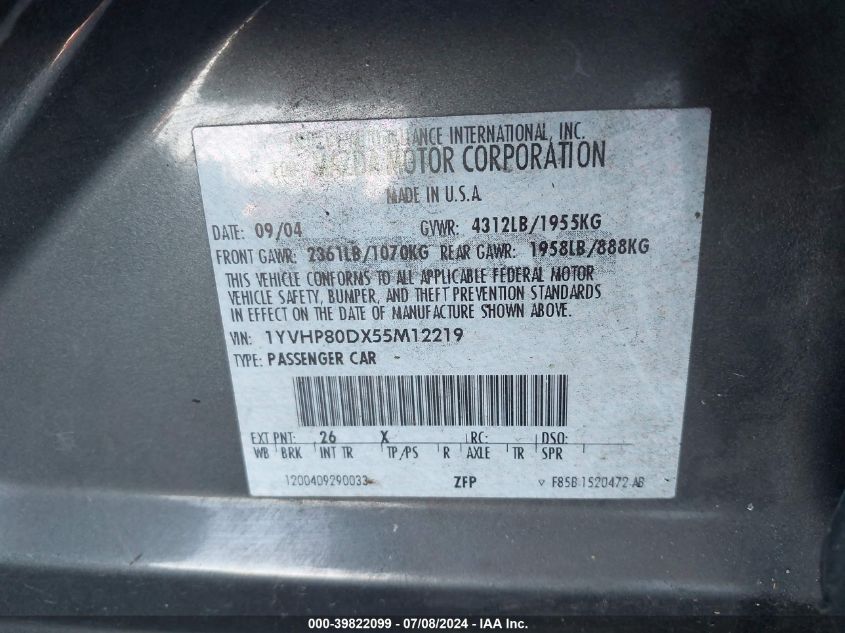 ALLIANCE INTERNATIONAL, INC.
MAZDA MOTOR CORPORATION
MADE IN U.S.A
DATE: 09/04 GVWR: 4312LB/1955KG
FRONT GAWR: 2361LB/1070KG REAR GAWR: 1958LB/888KG
THIS VEHICLE CONFORMS TO ALL APPLICABLE FEDERAL MOTOR
VEHICLE SAFETY, BUMPER, AND THEFT PREVENTION STANDARDS
IN EFFECT ON THE DATE OF MANUFACTURE SHOWN ABOVE.
VIN: 1YVHP80DX55M12219
TYPE: PASSENGER CAR
EXT PNT: 26 X RC: DSO:
WB BRK INT TR TP/PS R AXLE TR SPR
1200409290033 ZFP F85B 1520472 AB
000-39822099 / 07/08/2024 - IAA Inc.